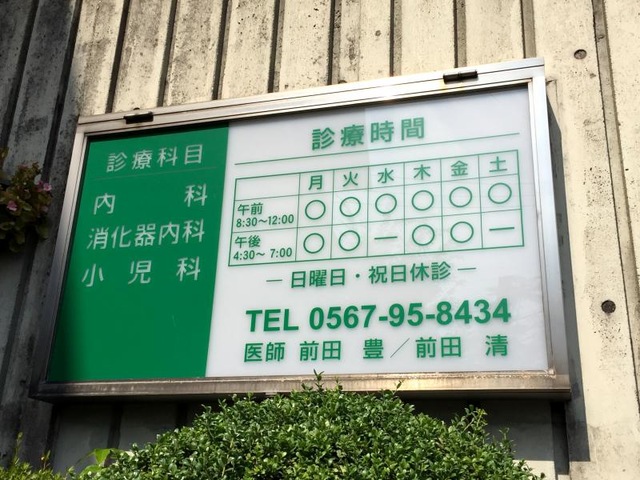 診療科目
内科
消化器内科
小児科
診療時間
月 火 水 木 金 土
午前 8:30～12:00 ○ ○ ○ ○ ○ ○
午後 4:30～7:00 ○ ○ ― ○ ○ ―
― 日曜日・祝日休診 ―
TEL 0567-95-8434
医師 前田 豊／前田 清